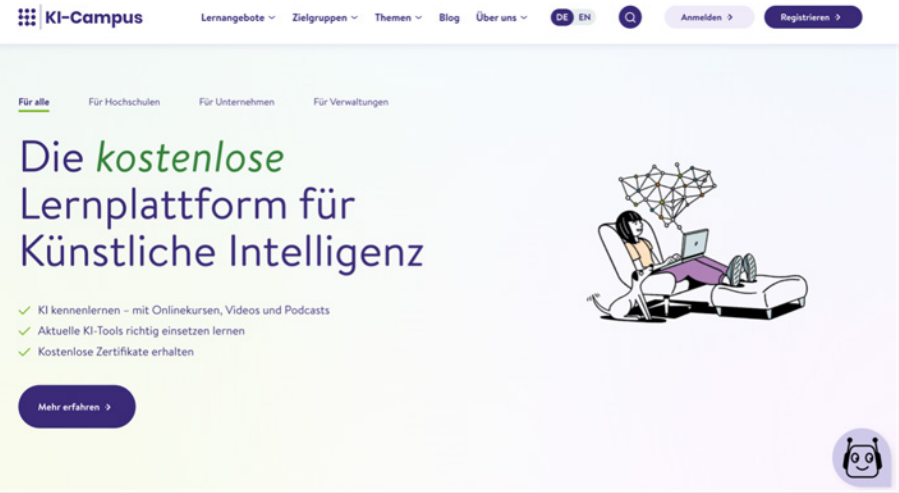 KI-Campus
Lernangebote Zielgruppen Themen Blog Über uns DE EN Anmelden Registrieren
Für alle Für Hochschulen Für Unternehmen Für Verwaltungen
Die kostenlose
Lernplattform für
Künstliche Intelligenz
KI kennenlernen – mit Onlinekursen, Videos und Podcasts
Aktuelle KI-Tools richtig einsetzen lernen
Kostenlose Zertifikate erhalten
Mehr erfahren